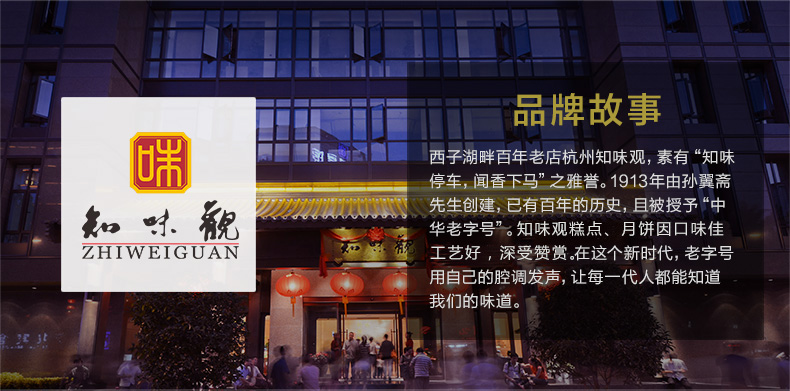 味
知味觀
ZHIWEIGUAN
知味觀
品牌故事
西子湖畔百年老店杭州知味观，素有“知味
停车，闻香下马”之雅誉。1913年由孙翼斋
先生创建，已有百年的历史，且被授予“中
华老字号”。知味观糕点、月饼因口味佳
工艺好，深受赞赏。在这个新时代，老字号
用自己的腔调发声，让每一代人都能知道
我们的味道。